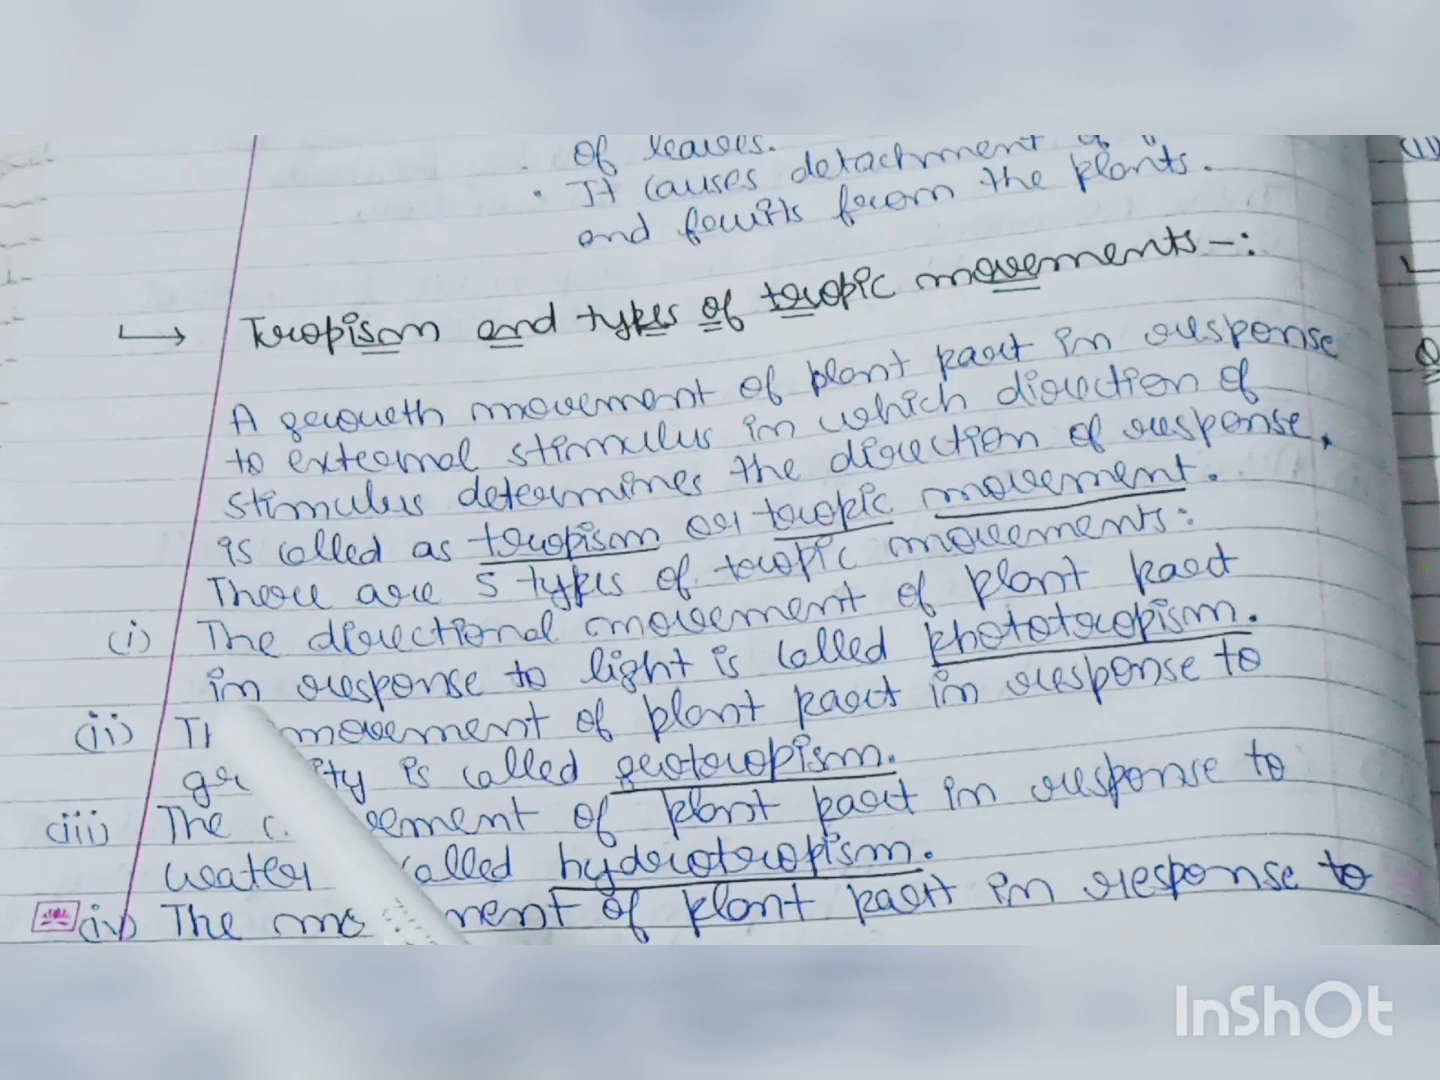 of leaves.
• It causes detachment of
and fruits from the plants.
↳ Tropism and types of tropic movements -:
A growth movement of plant part in response
to external stimulus in which direction of
stimulus determines the direction of response,
is called as tropism or tropic movement.
There are 5 types of tropic movements:
(i) The directional movement of plant part
in response to light is called phototropism.
(ii) movement of plant part in response to
is called geotropism.
(iii) The of plant part in response to
water called hydrotropism.
(iv) The of plant part in response to
InShOt